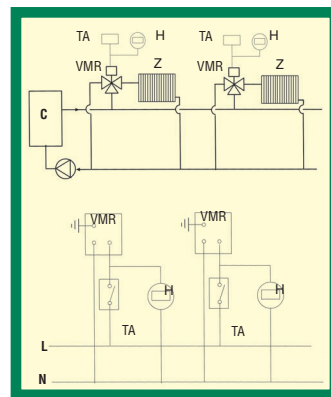 TA H TA H
VMR Z VMR Z
C
VMR VMR
H H
TA TA
L
N